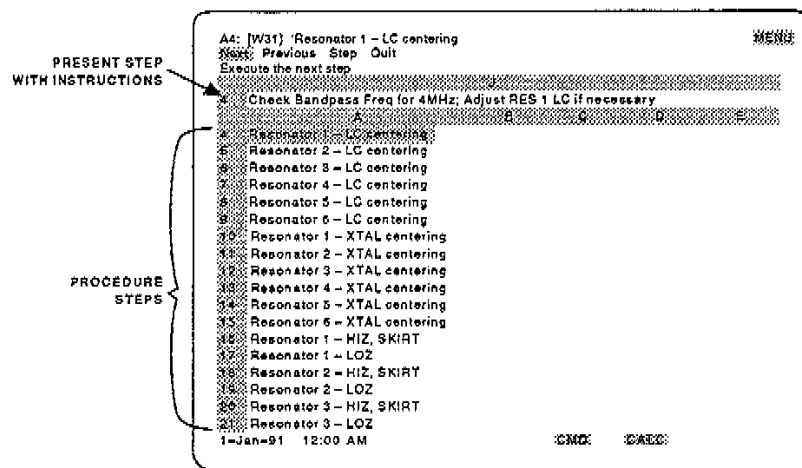 A4: [W31] 'Resonator 1 – LC centering MENU
Next Previous Step Quit
Execute the next step
PRESENT STEP
WITH INSTRUCTIONS
J
4 Check Bandpass Freq for 4MHz; Adjust RES 1 LC if necessary
A B C D E
4 Resonator 1 – LC centering
5 Resonator 2 – LC centering
6 Resonator 3 – LC centering
7 Resonator 4 – LC centering
8 Resonator 5 – LC centering
9 Resonator 6 – LC centering
10 Resonator 1 – XTAL centering
11 Resonator 2 – XTAL centering
12 Resonator 3 – XTAL centering
13 Resonator 4 – XTAL centering
14 Resonator 5 – XTAL centering
15 Resonator 6 – XTAL centering
PROCEDURE
STEPS
16 Resonator 1 – HIZ, SKIRT
17 Resonator 1 – LOZ
18 Resonator 2 – HIZ, SKIRT
19 Resonator 2 – LOZ
20 Resonator 3 – HIZ, SKIRT
21 Resonator 3 – LOZ
1–Jan–91 12:00 AM CMD CALC